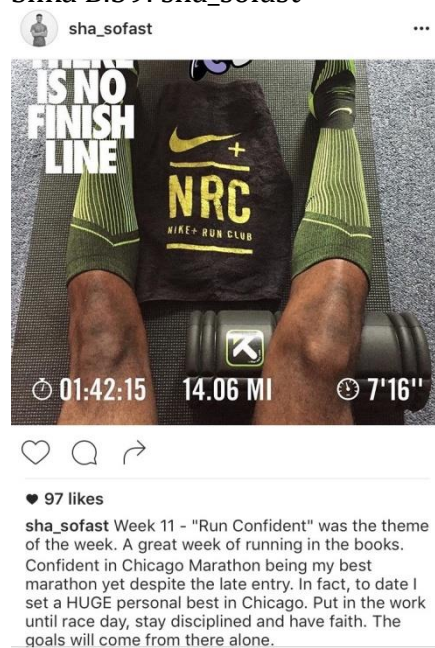 sha_sofast
sha_sofast
THERE
IS NO
FINISH
LINE
+
NRC
NIKE+ RUN CLUB
01:42:15 14.06 MI 7'16"
97 likes
sha_sofast Week 11 - "Run Confident" was the theme
of the week. A great week of running in the books.
Confident in Chicago Marathon being my best
marathon yet despite the late entry. In fact, to date I
set a HUGE personal best in Chicago. Put in the work
until race day, stay disciplined and have faith. The
goals will come from there alone.